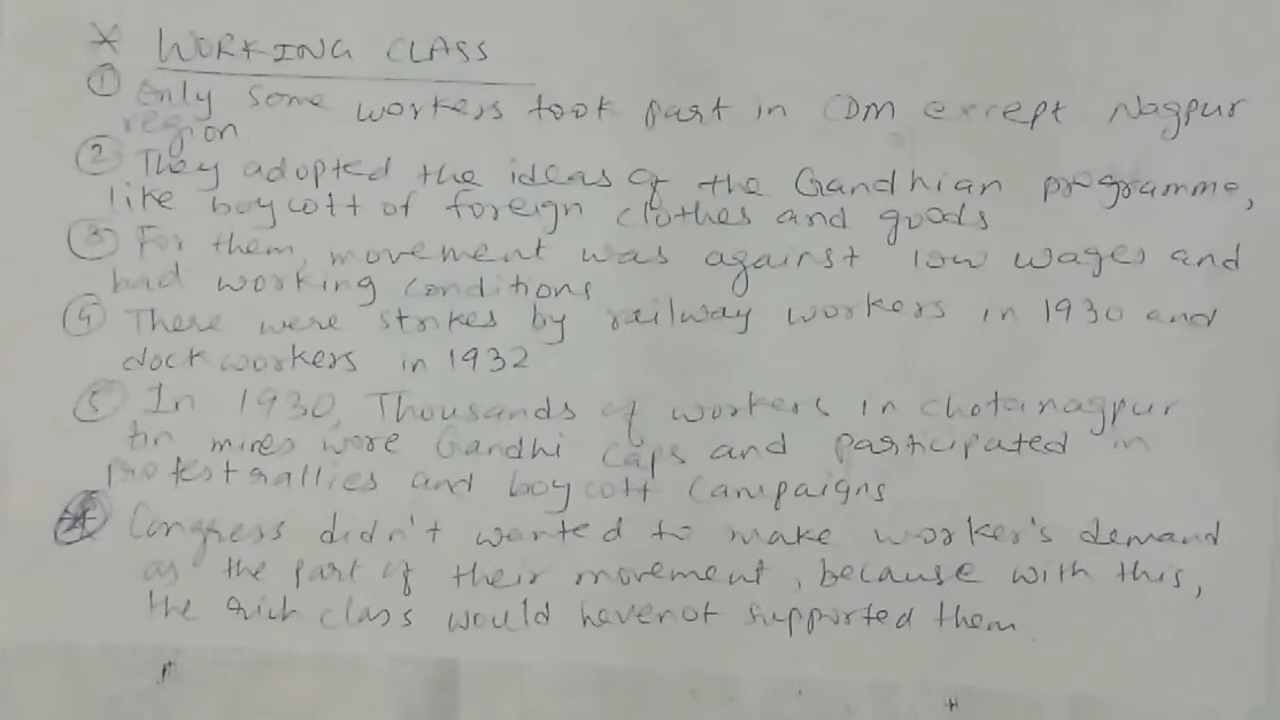 * WORKING CLASS
① Only some workers took part in CDM except Nagpur
region
② They adopted the ideas of the Gandhian programme,
like boycott of foreign clothes and goods
③ For them, movement was against low wages and
bad working conditions
④ There were strikes by railway workers in 1930 and
dock workers in 1932
⑤ In 1930, Thousands of workers in chotanagpur
tin mines wore Gandhi caps and participated in
protest rallies and boycott campaigns
Congress didn't wanted to make worker's demand
as the part of their movement, because with this,
the rich class would have not supported them